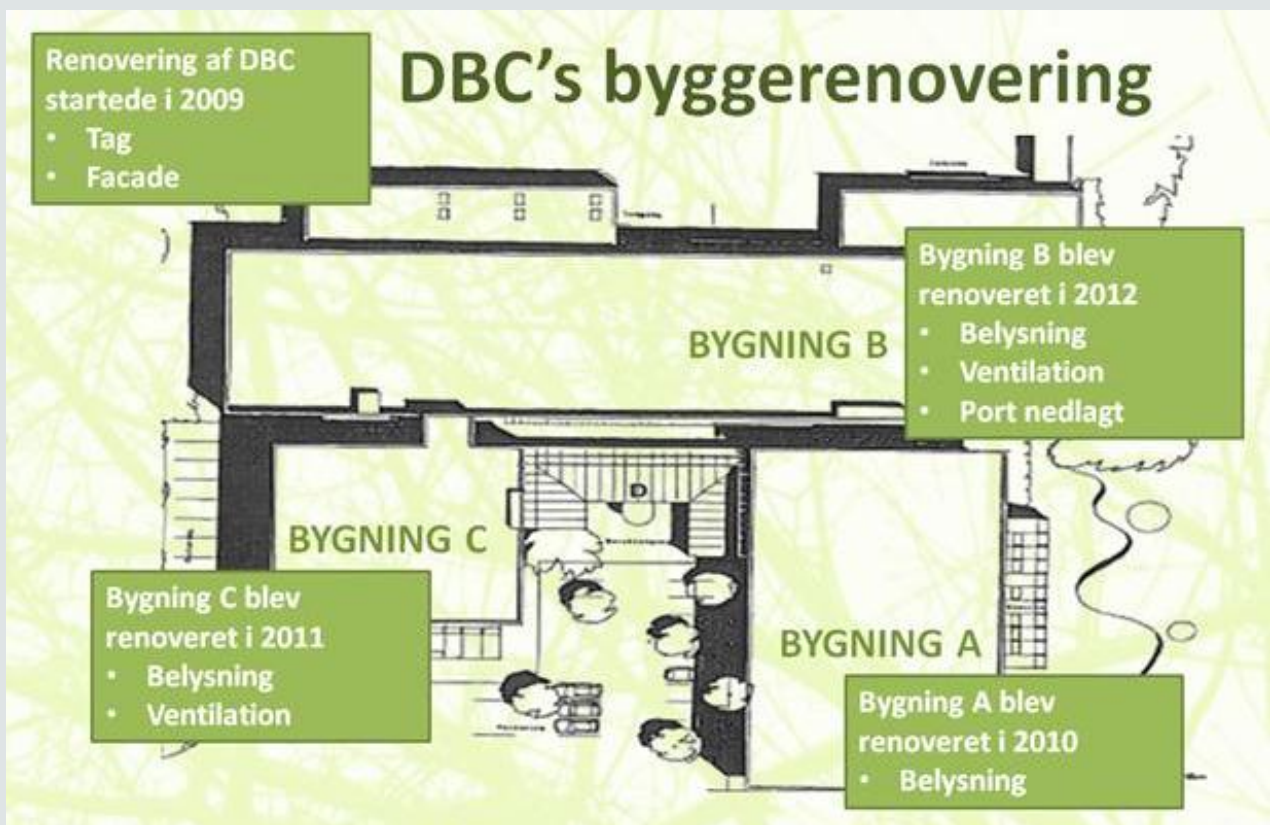 DBC's byggerenovering
Renovering af DBC
startede i 2009
• Tag
• Facade
Bygning B blev
renoveret i 2012
• Belysning
• Ventilation
• Port nedlagt
BYGNING B
BYGNING C
D
Bygning C blev
renoveret i 2011
• Belysning
• Ventilation
BYGNING A
Bygning A blev
renoveret i 2010
• Belysning